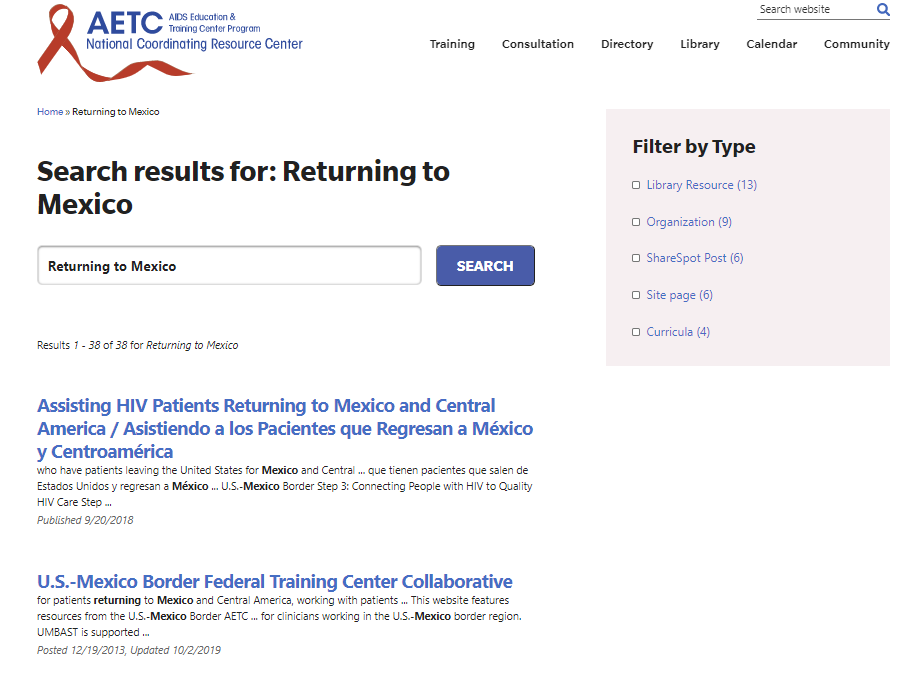 AETC AIDS Education &
Training Center Program
National Coordinating Resource Center
Search website
Training Consultation Directory Library Calendar Community
Home » Returning to Mexico
Search results for: Returning to
Mexico
Returning to Mexico SEARCH
Results 1 - 38 of 38 for Returning to Mexico
Assisting HIV Patients Returning to Mexico and Central
America / Asistiendo a los Pacientes que Regresan a México
y Centroamérica
who have patients leaving the United States for Mexico and Central ... que tienen pacientes que salen de
Estados Unidos y regresan a México ... U.S.-Mexico Border Step 3: Connecting People with HIV to Quality
HIV Care Step ...
Published 9/20/2018
U.S.-Mexico Border Federal Training Center Collaborative
for patients returning to Mexico and Central America, working with patients ... This website features
resources from the U.S.-Mexico Border AETC ... for clinicians working in the U.S.-Mexico border region.
UMBAST is supported ...
Posted 12/19/2013, Updated 10/2/2019
Filter by Type
Library Resource (13)
Organization (9)
ShareSpot Post (6)
Site page (6)
Curricula (4)